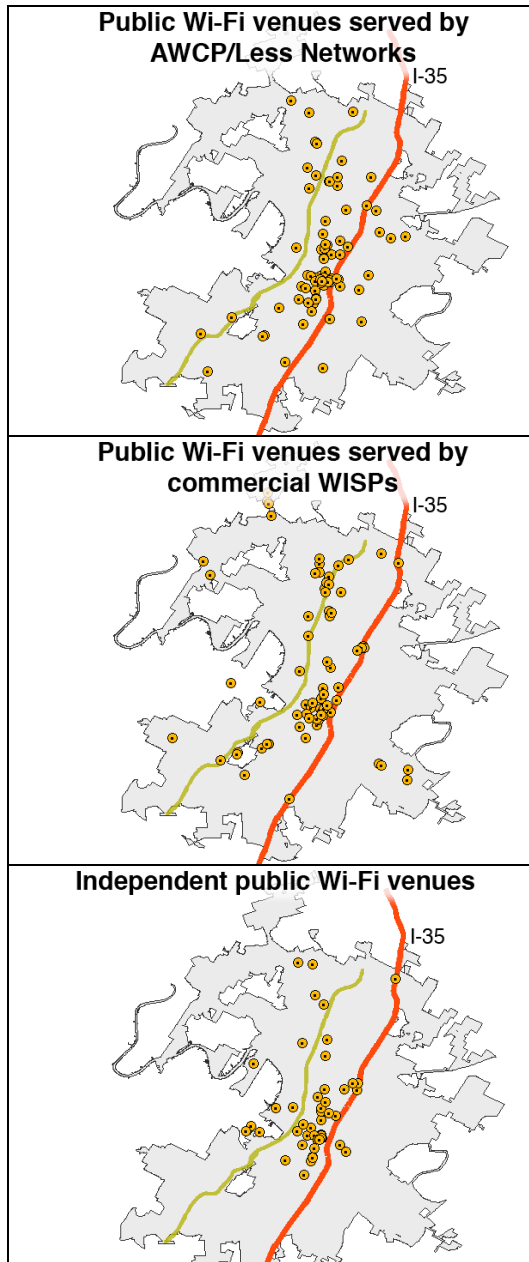 Public Wi-Fi venues served by
AWCP/Less Networks
I-35
Public Wi-Fi venues served by
commercial WISPs
I-35
Independent public Wi-Fi venues
I-35